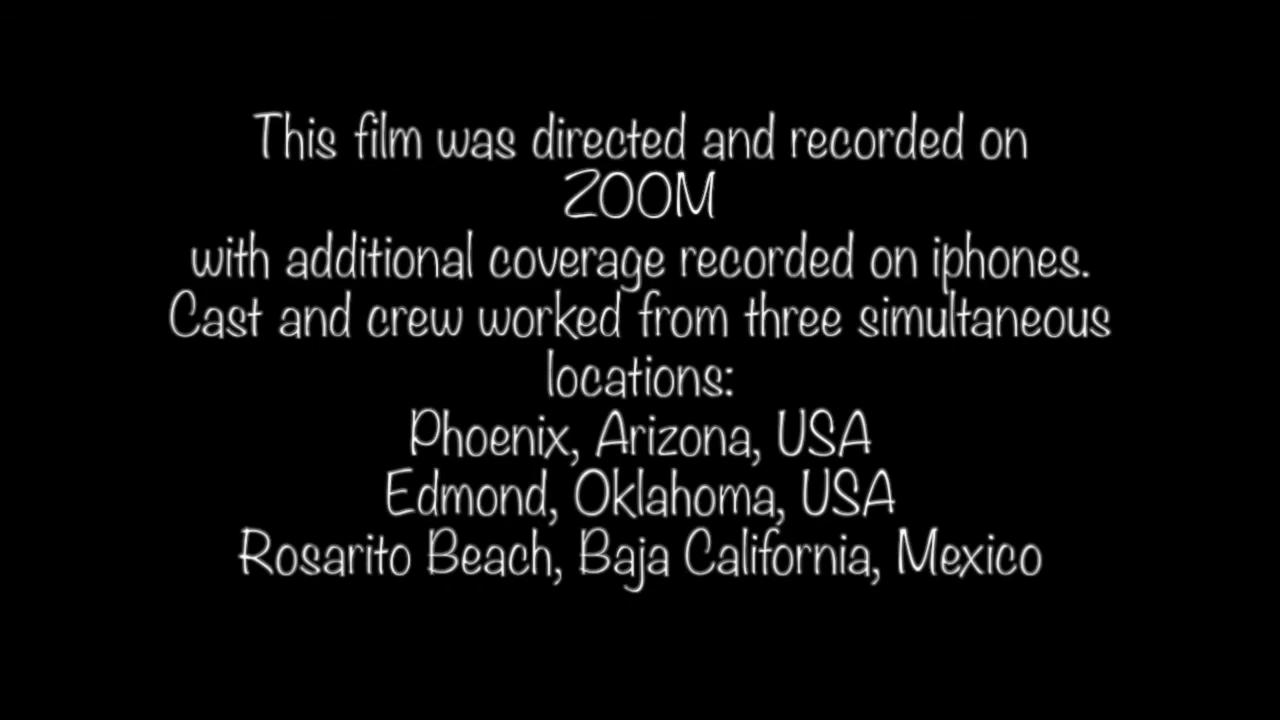 This film was directed and recorded on
ZOOM
with additional coverage recorded on iphones.
Cast and crew worked from three simultaneous
locations:
Phoenix, Arizona, USA
Edmond, Oklahoma, USA
Rosarito Beach, Baja California, Mexico